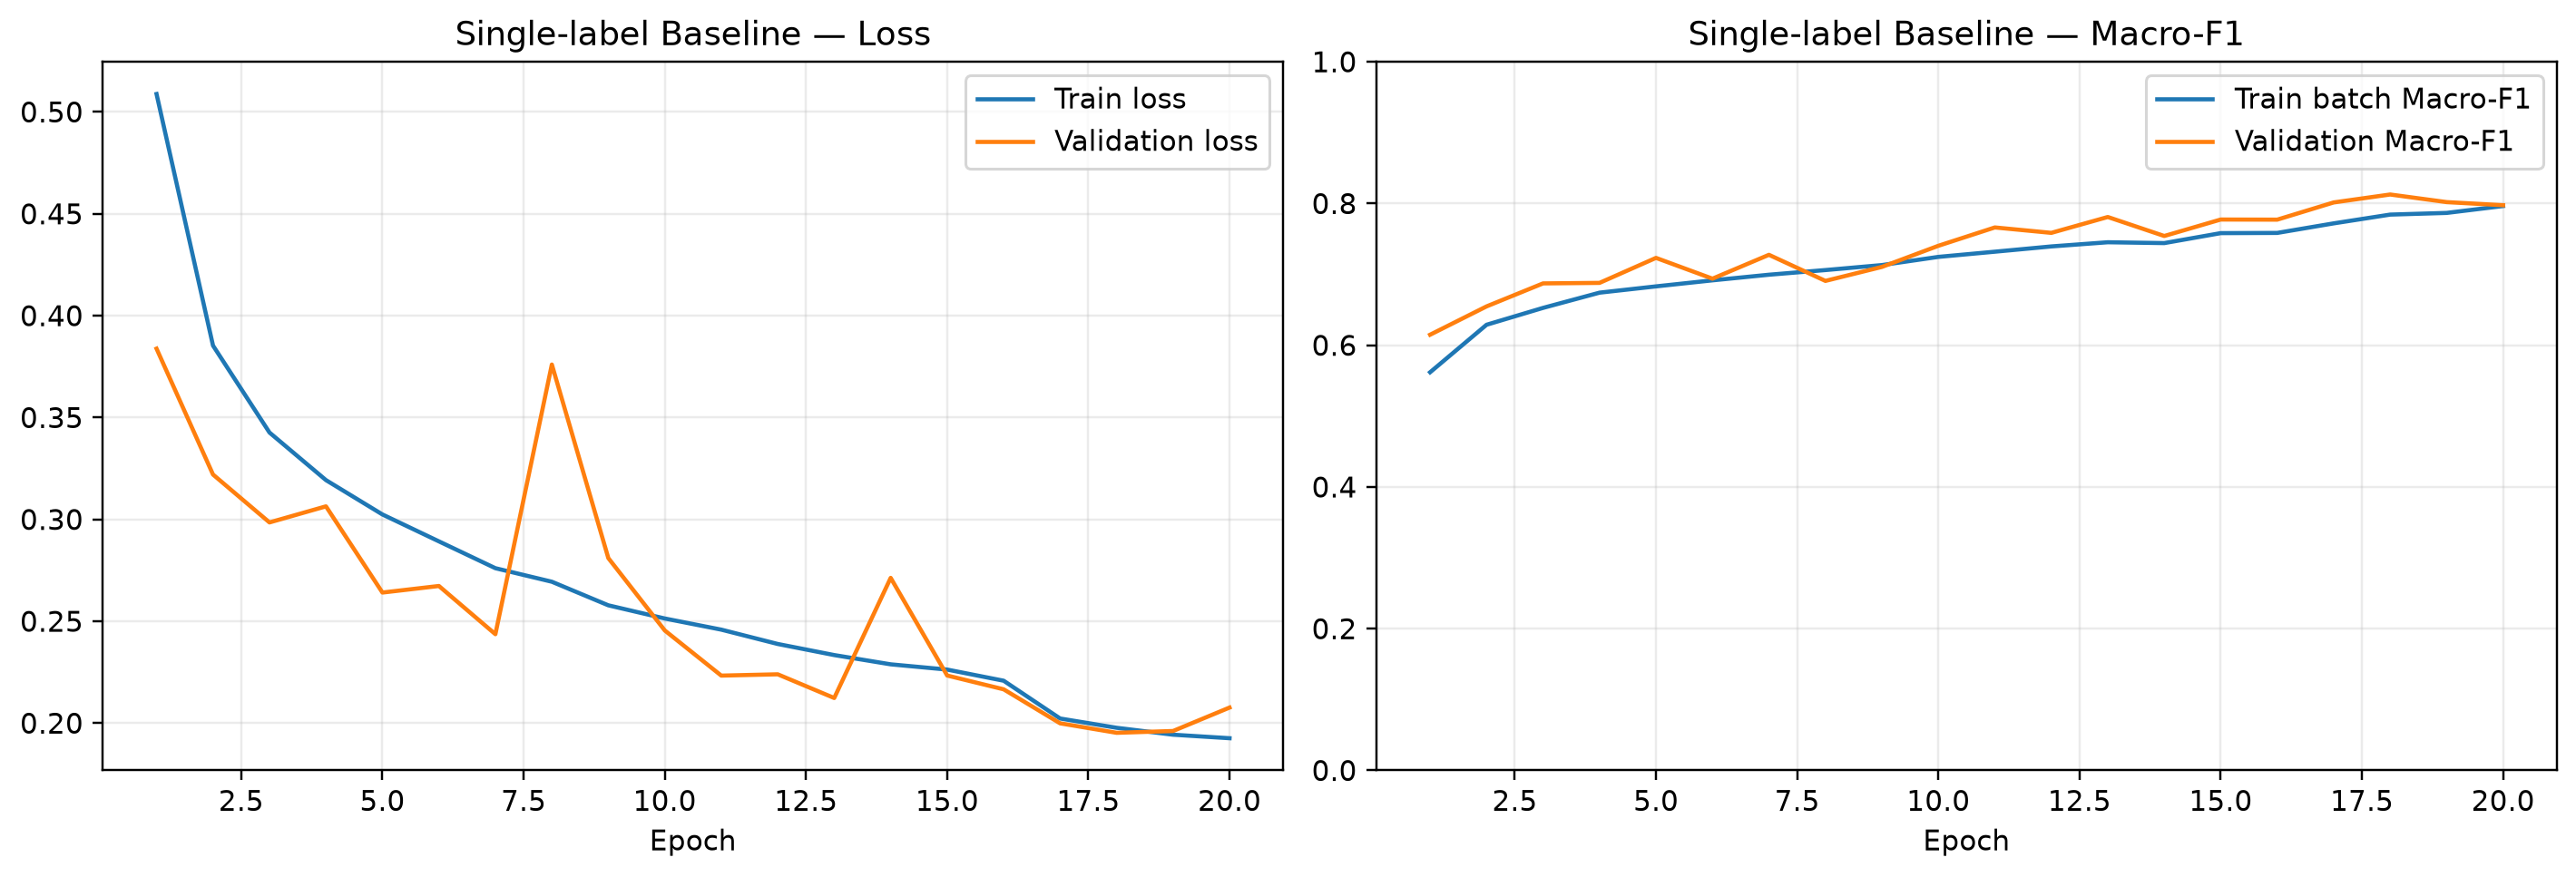 Single-label Baseline — Loss
Train loss
Validation loss
0.50
0.45
0.40
0.35
0.30
0.25
0.20
2.5 5.0 7.5 10.0 12.5 15.0 17.5 20.0
Epoch
Single-label Baseline — Macro-F1
Train batch Macro-F1
Validation Macro-F1
1.0
0.8
0.6
0.4
0.2
0.0
2.5 5.0 7.5 10.0 12.5 15.0 17.5 20.0
Epoch